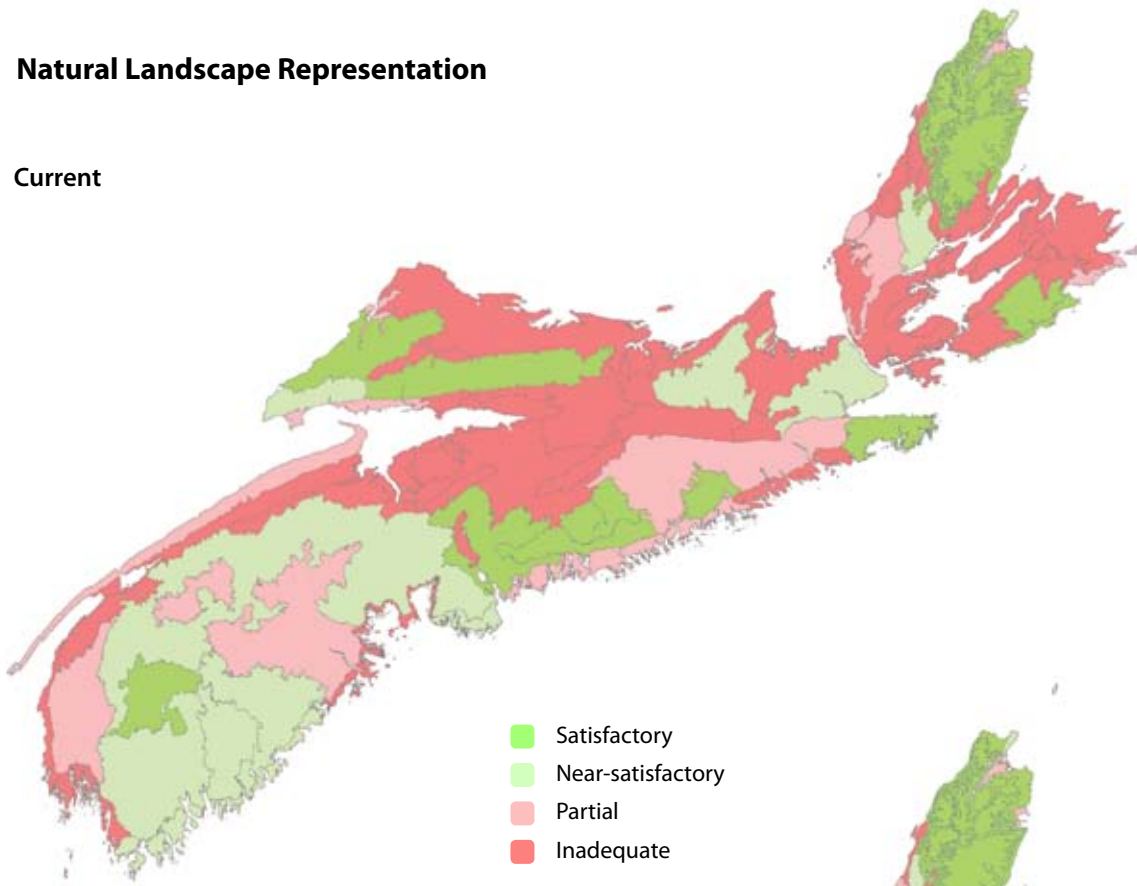 Natural Landscape Representation
Current
Satisfactory
Near-satisfactory
Partial
Inadequate